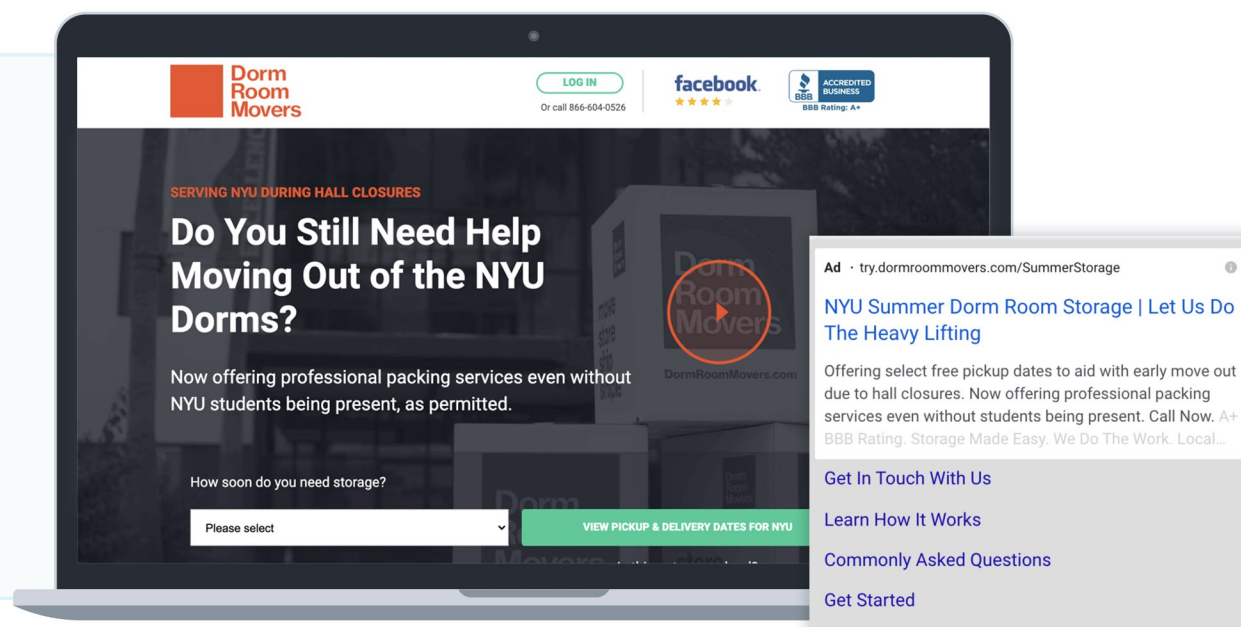 Dorm
Room
Movers
LOG IN
Or call 866-604-0526
facebook.
BBB
ACCREDITED
BUSINESS
BBB Rating: A+
SERVING NYU DURING HALL CLOSURES
Do You Still Need Help
Moving Out of the NYU
Dorms?
Now offering professional packing services even without
NYU students being present, as permitted.
Dorm
Room
Movers
DormRoomMovers.com
move
store
ship
How soon do you need storage?
Please select
VIEW PICKUP & DELIVERY DATES FOR NYU
Ad · try.dormroommovers.com/SummerStorage
NYU Summer Dorm Room Storage | Let Us Do
The Heavy Lifting
Offering select free pickup dates to aid with early move out
due to hall closures. Now offering professional packing
services even without students being present. Call Now. A+
BBB Rating. Storage Made Easy. We Do The Work. Local...
Get In Touch With Us
Learn How It Works
Commonly Asked Questions
Get Started